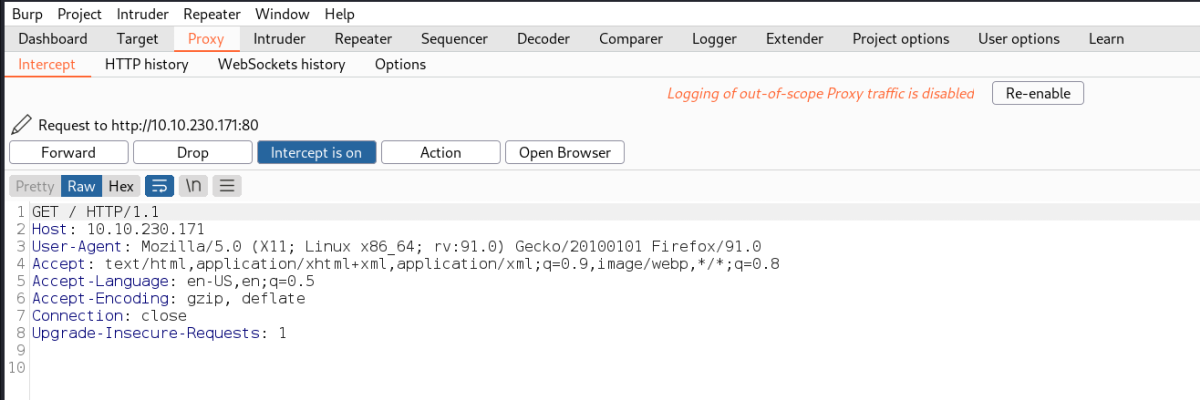 Burp Project Intruder Repeater Window Help
Dashboard Target Proxy Intruder Repeater Sequencer Decoder Comparer Logger Extender Project options User options Learn
Intercept HTTP history WebSockets history Options
Logging of out-of-scope Proxy traffic is disabled Re-enable
Request to http://10.10.230.171:80
Forward Drop Intercept is on Action Open Browser
Pretty Raw Hex \n
1 GET / HTTP/1.1
2 Host: 10.10.230.171
3 User-Agent: Mozilla/5.0 (X11; Linux x86_64; rv:91.0) Gecko/20100101 Firefox/91.0
4 Accept: text/html,application/xhtml+xml,application/xml;q=0.9,image/webp,*/*;q=0.8
5 Accept-Language: en-US,en;q=0.5
6 Accept-Encoding: gzip, deflate
7 Connection: close
8 Upgrade-Insecure-Requests: 1
9
10